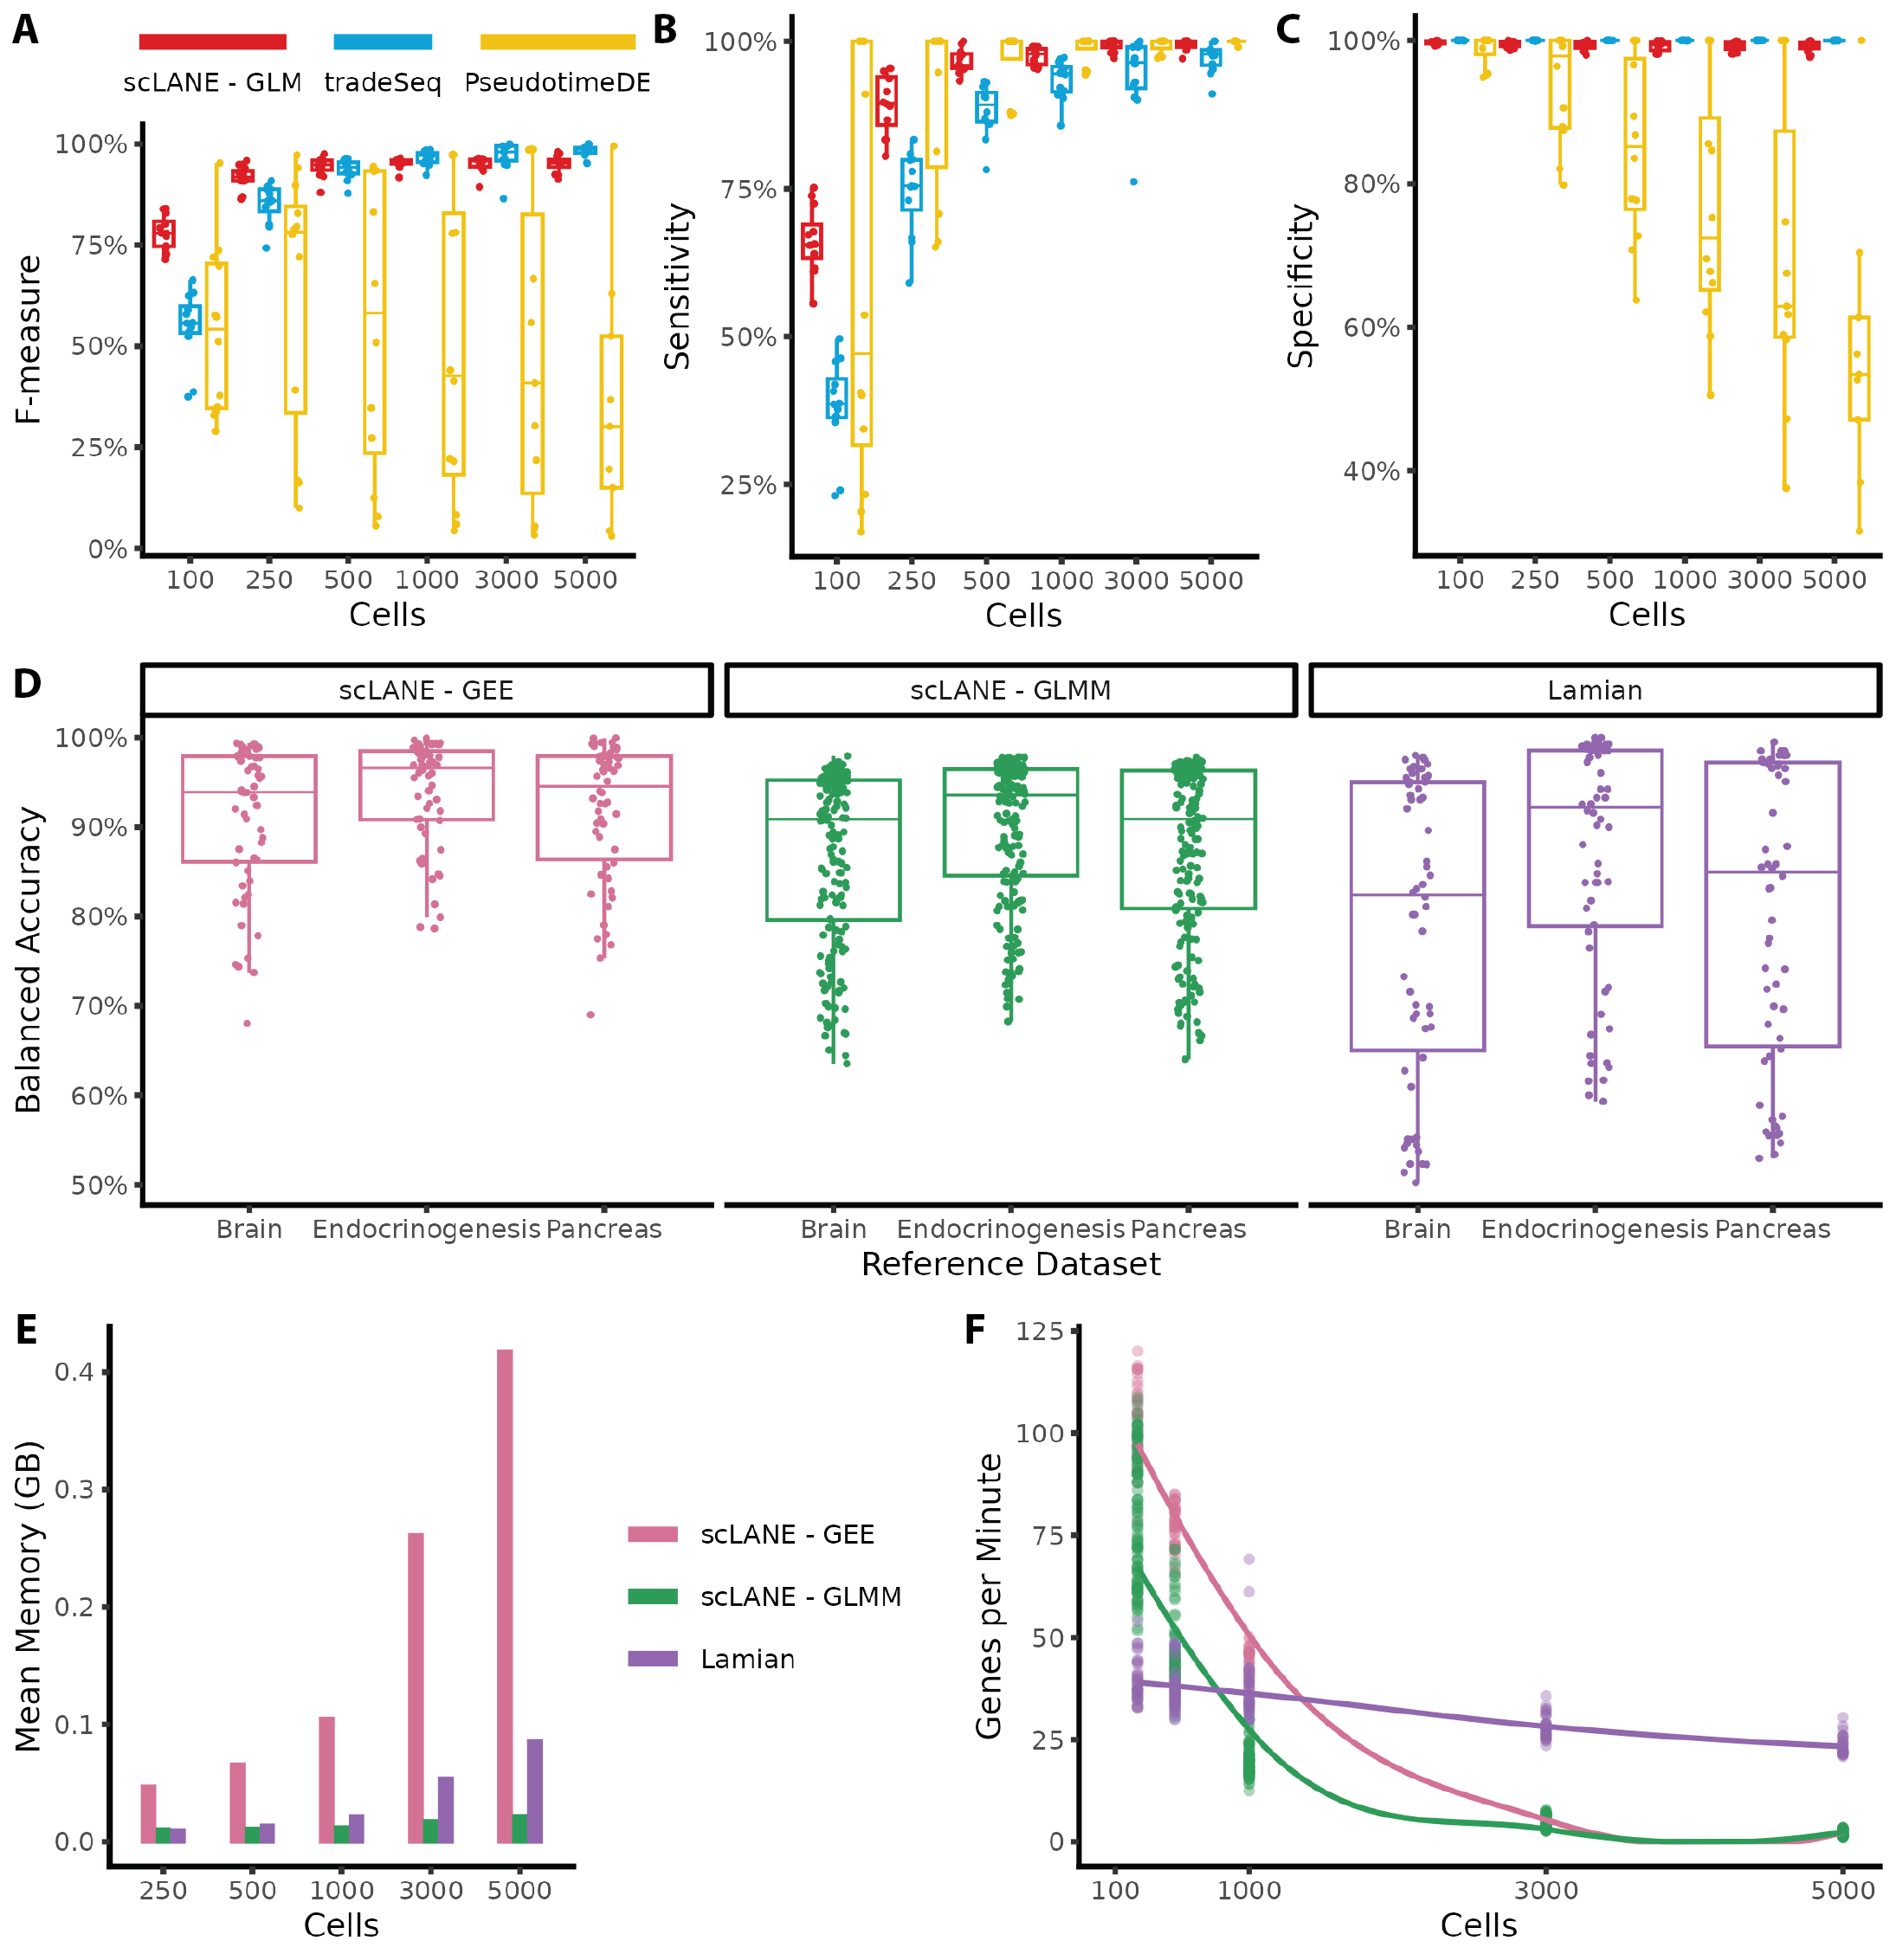 A
B
C
scLANE - GLM tradeSeq PseudotimeDE
100%
75%
50%
25%
0%
F-measure
100 250 500 1000 3000 5000
Cells
100%
75%
50%
25%
Sensitivity
100 250 500 1000 3000 5000
Cells
100%
80%
60%
40%
Specificity
100 250 500 1000 3000 5000
Cells
D
scLANE - GEE
scLANE - GLMM
Lamian
100%
90%
80%
70%
60%
50%
Balanced Accuracy
Brain Endocrinogenesis Pancreas
Brain Endocrinogenesis Pancreas
Brain Endocrinogenesis Pancreas
Reference Dataset
E
0.4
0.3
0.2
0.1
0.0
Mean Memory (GB)
250 500 1000 3000 5000
Cells
scLANE - GEE
scLANE - GLMM
Lamian
F
125
100
75
50
25
0
Genes per Minute
100 1000 3000 5000
Cells